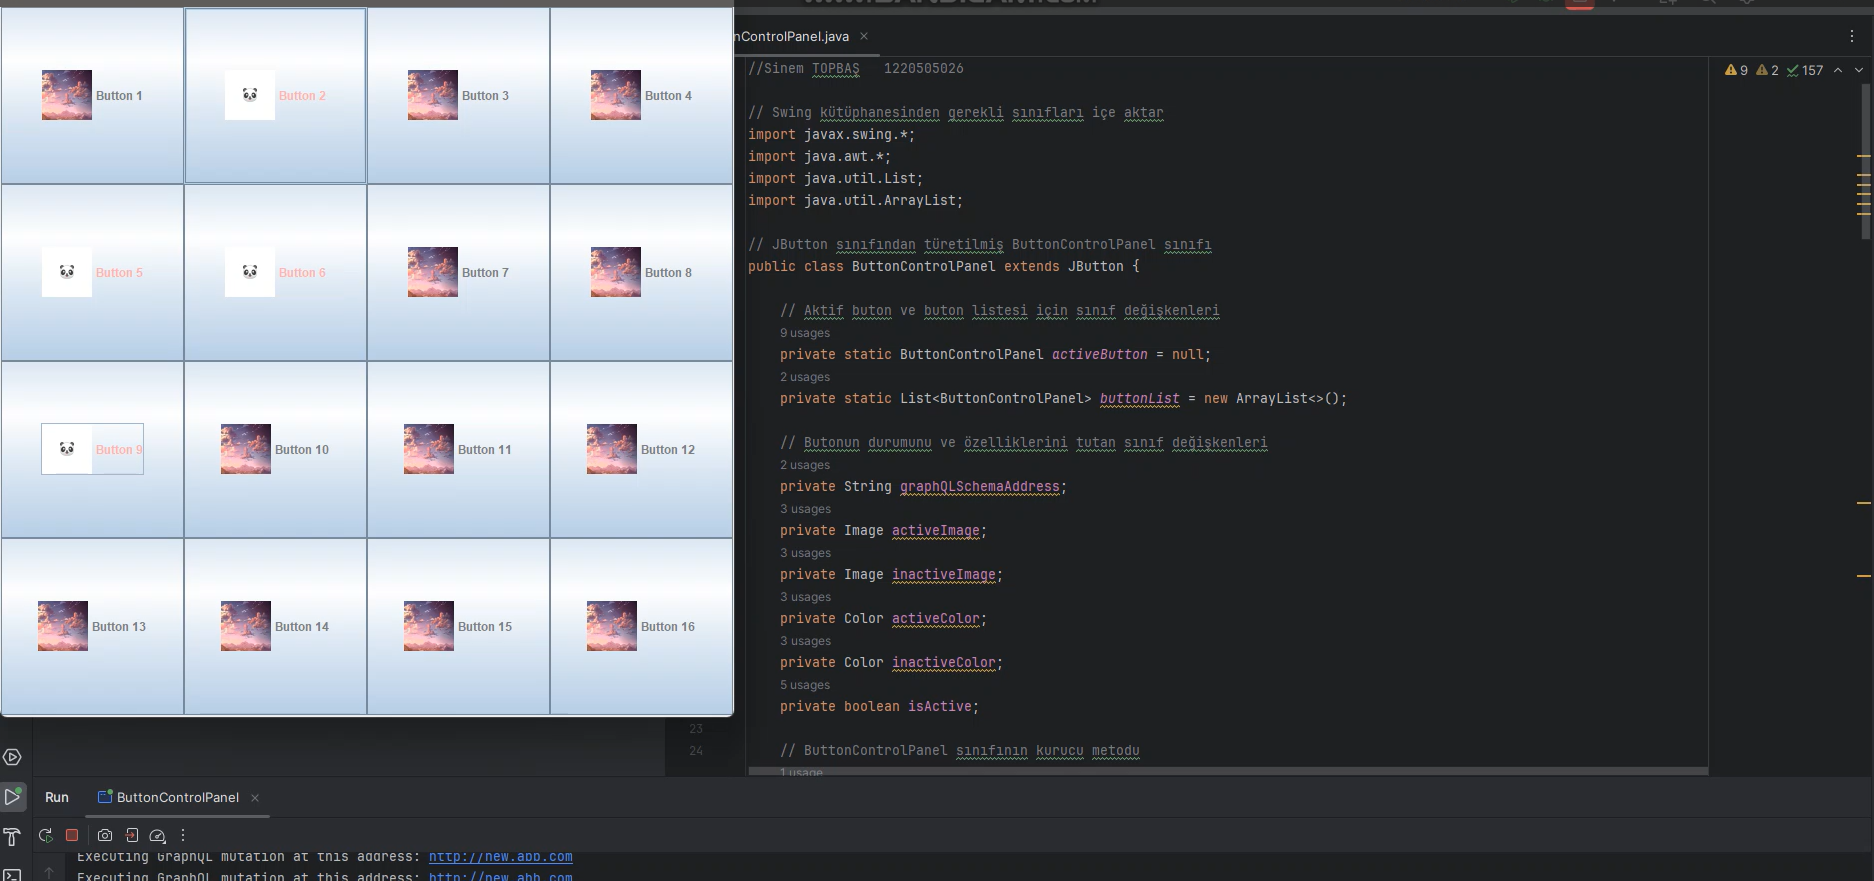 Button 1
Button 2
Button 3
Button 4
Button 5
Button 6
Button 7
Button 8
Button 9
Button 10
Button 11
Button 12
Button 13
Button 14
Button 15
Button 16
nControlPanel.java
9 2 157
//Sinem TOPBAŞ   1220505026
// Swing kütüphanesinden gerekli sınıfları içe aktar
import javax.swing.*;
import java.awt.*;
import java.util.List;
import java.util.ArrayList;
// JButton sınıfından türetilmiş ButtonControlPanel sınıfı
public class ButtonControlPanel extends JButton {
// Aktif buton ve buton listesi için sınıf değişkenleri
9 usages
private static ButtonControlPanel activeButton = null;
2 usages
private static List<ButtonControlPanel> buttonList = new ArrayList<>();
// Butonun durumunu ve özelliklerini tutan sınıf değişkenleri
2 usages
private String graphQLSchemaAddress;
3 usages
private Image activeImage;
3 usages
private Image inactiveImage;
3 usages
private Color activeColor;
3 usages
private Color inactiveColor;
5 usages
private boolean isActive;
23
24
// ButtonControlPanel sınıfının kurucu metodu
1 usage
Run ButtonControlPanel
Executing GraphQL mutation at this address: http://new.abb.com
Executing GraphQL mutation at this address: http://new.abb.com